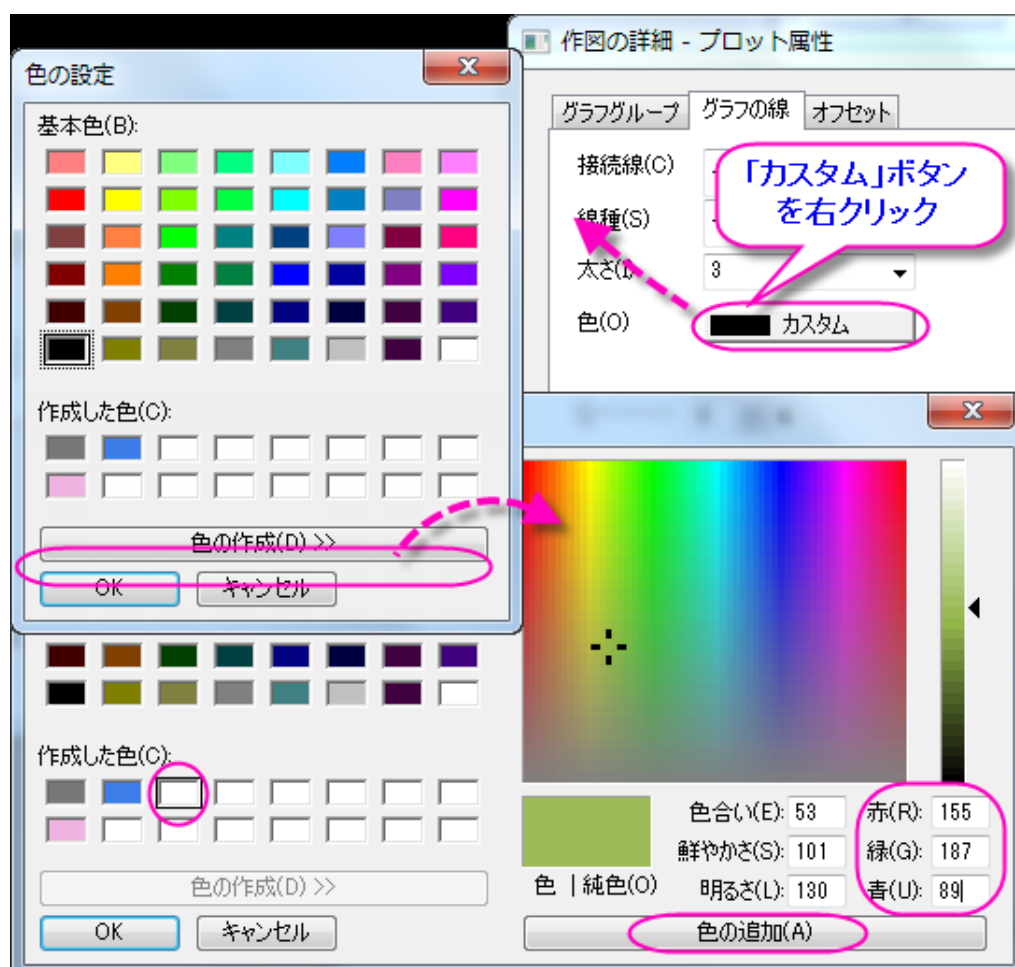 作図の詳細 - プロット属性
グラフグループ
グラフの線
オフセット
接続線(C)
「カスタム」ボタン
を右クリック
線種(S)
太さ(I)
3
色(O)
カスタム
色の設定
基本色(B):
作成した色(C):
色の作成(D) >>
OK
キャンセル
作成した色(C):
色の作成(D) >>
OK
キャンセル
色 | 純色(O)
色合い(E): 53
赤(R): 155
鮮やかさ(S): 101
緑(G): 187
明るさ(L): 130
青(U): 89
色の追加(A)